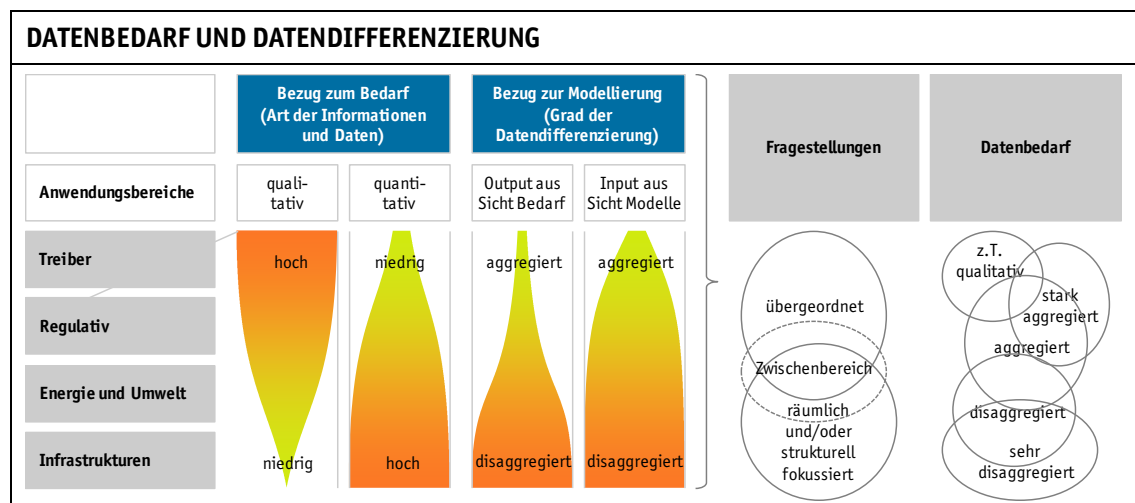 DATENBEDARF UND DATENDIFFERENZIERUNG
Bezug zum Bedarf
(Art der Informationen
und Daten)
Bezug zur Modellierung
(Grad der
Datendifferenzierung)
Fragestellungen
Datenbedarf
Anwendungsbereiche
quali-
tativ
quanti-
tativ
Output aus
Sicht Bedarf
Input aus
Sicht Modelle
Treiber
hoch
niedrig
aggregiert
aggregiert
Regulativ
Energie und Umwelt
Infrastrukturen
niedrig
hoch
disaggregiert
disaggregiert
übergeordnet
Zwischenbereich
räumlich
und/oder
strukturell
fokussiert
z.T.
qualitativ
stark
aggregiert
aggregiert
disaggregiert
sehr
disaggregiert